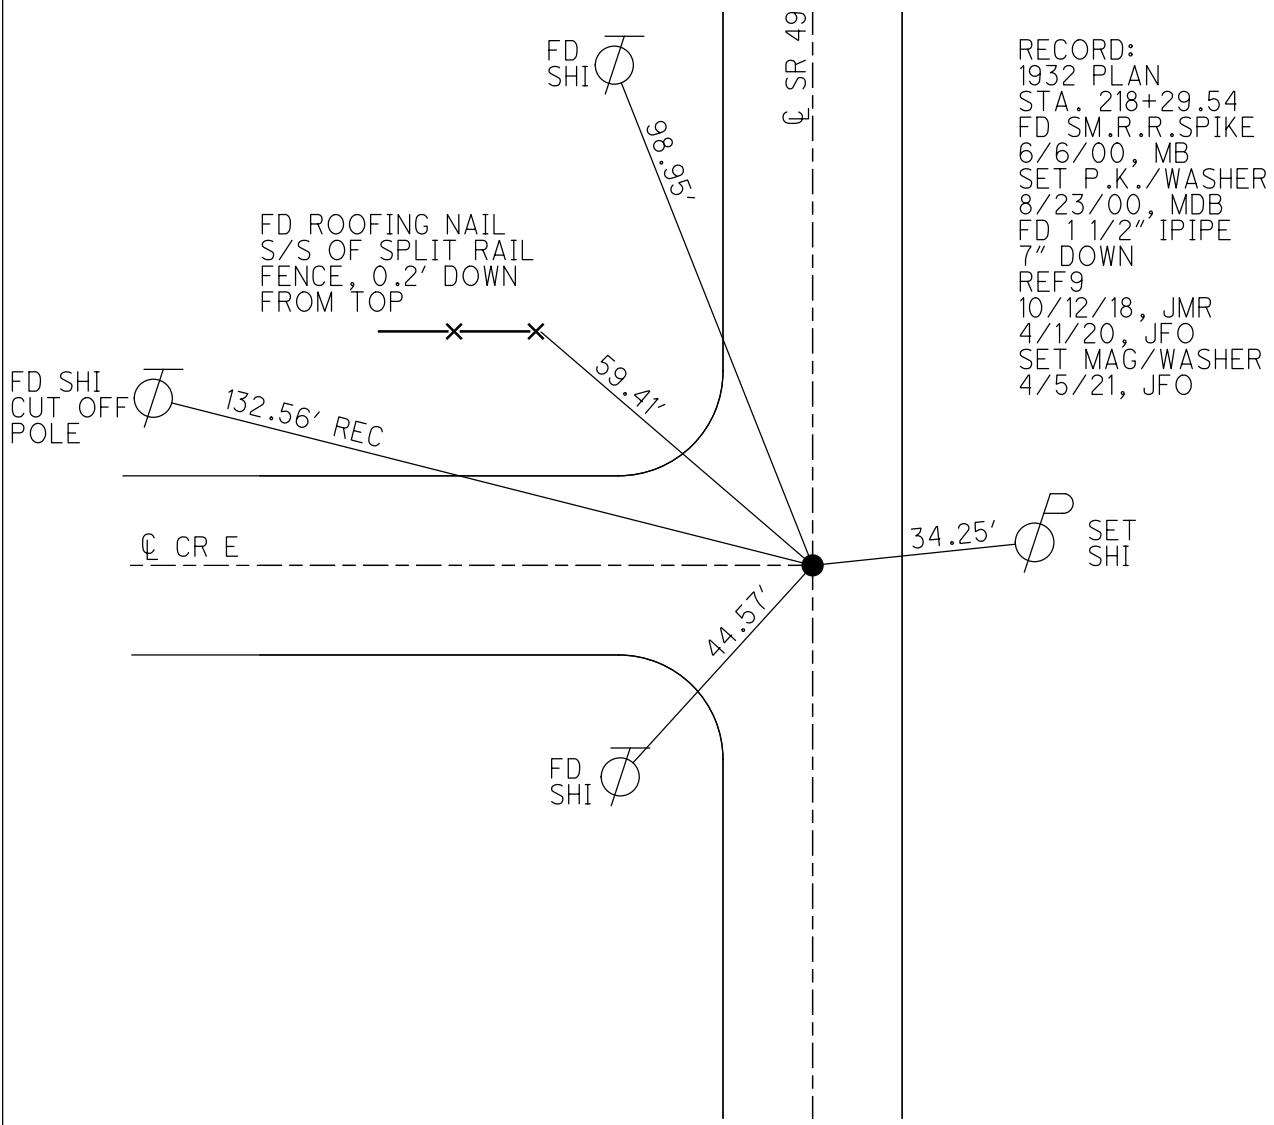 FD
SHI
℄ SR 49
98.95'
RECORD:
1932 PLAN
STA. 218+29.54
FD SM.R.R.SPIKE
6/6/00, MB
SET P.K./WASHER
8/23/00, MDB
FD 1 1/2" IPIPE
7" DOWN
REF9
10/12/18, JMR
4/1/20, JFO
SET MAG/WASHER
4/5/21, JFO
FD ROOFING NAIL
S/S OF SPLIT RAIL
FENCE, 0.2' DOWN
FROM TOP
59.41'
FD SHI
CUT OFF
POLE
132.56' REC
℄ CR E
34.25'
SET
SHI
44.57'
FD
SHI